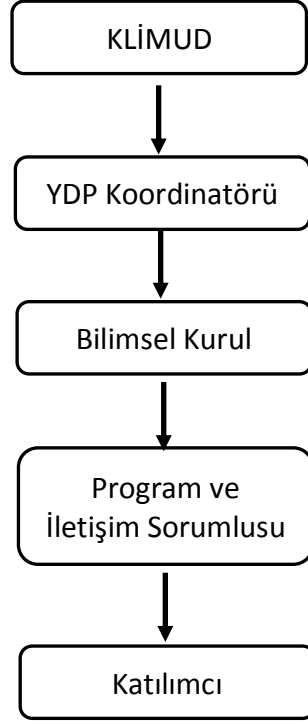 KLİMUD
YDP Koordinatörü
Bilimsel Kurul
Program ve
İletişim Sorumlusu
Katılımcı